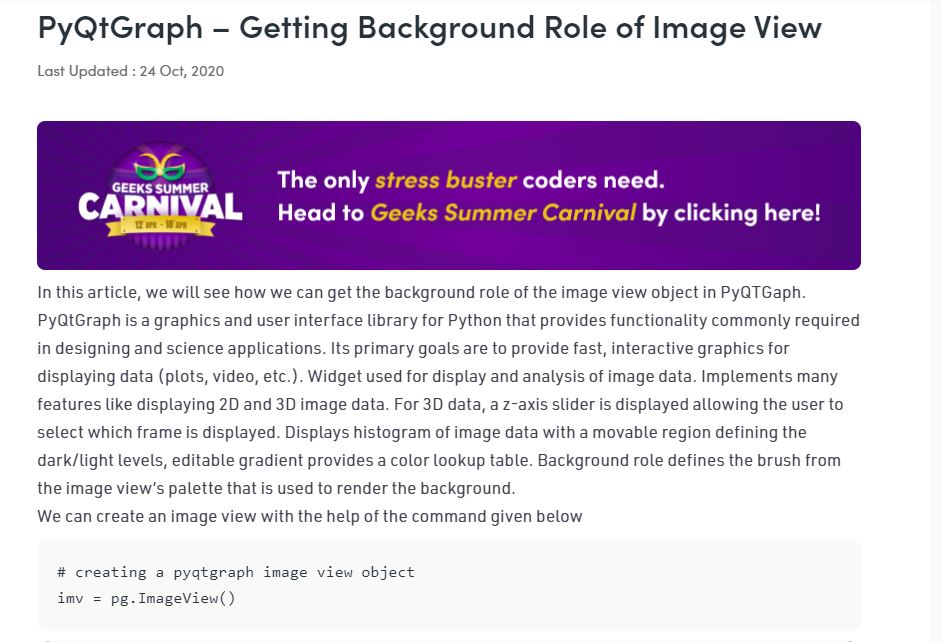 PyQtGraph – Getting Background Role of Image View
Last Updated : 24 Oct, 2020
GEEKS SUMMER
CARNIVAL
12 APR - 18 APR
The only stress buster coders need.
Head to Geeks Summer Carnival by clicking here!
In this article, we will see how we can get the background role of the image view object in PyQTGaph.
PyQtGraph is a graphics and user interface library for Python that provides functionality commonly required
in designing and science applications. Its primary goals are to provide fast, interactive graphics for
displaying data (plots, video, etc.). Widget used for display and analysis of image data. Implements many
features like displaying 2D and 3D image data. For 3D data, a z-axis slider is displayed allowing the user to
select which frame is displayed. Displays histogram of image data with a movable region defining the
dark/light levels, editable gradient provides a color lookup table. Background role defines the brush from
the image view’s palette that is used to render the background.
We can create an image view with the help of the command given below
# creating a pyqtgraph image view object
imv = pg.ImageView()